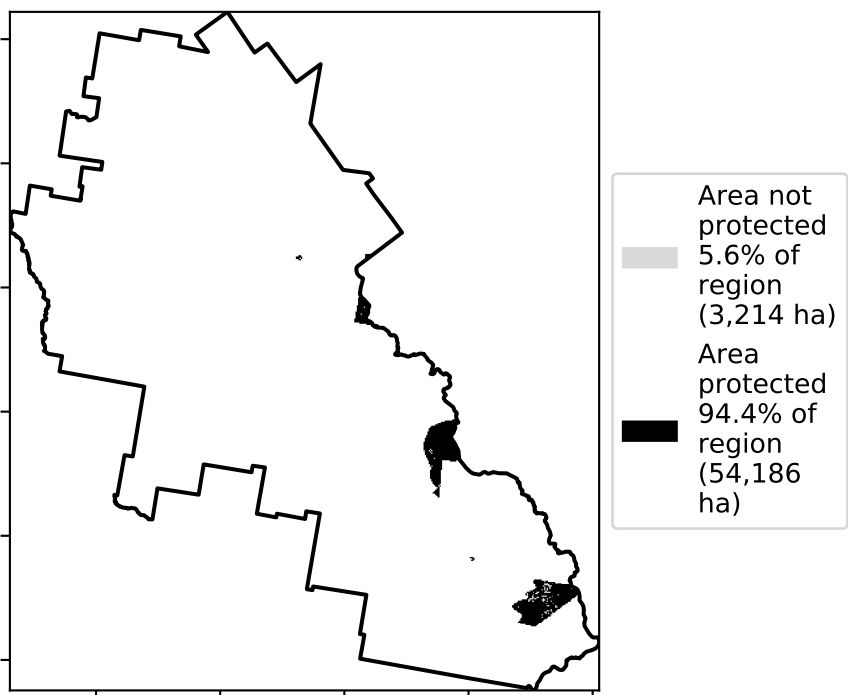 Area not
protected
5.6% of
region
(3,214 ha)
Area
protected
94.4% of
region
(54,186
ha)